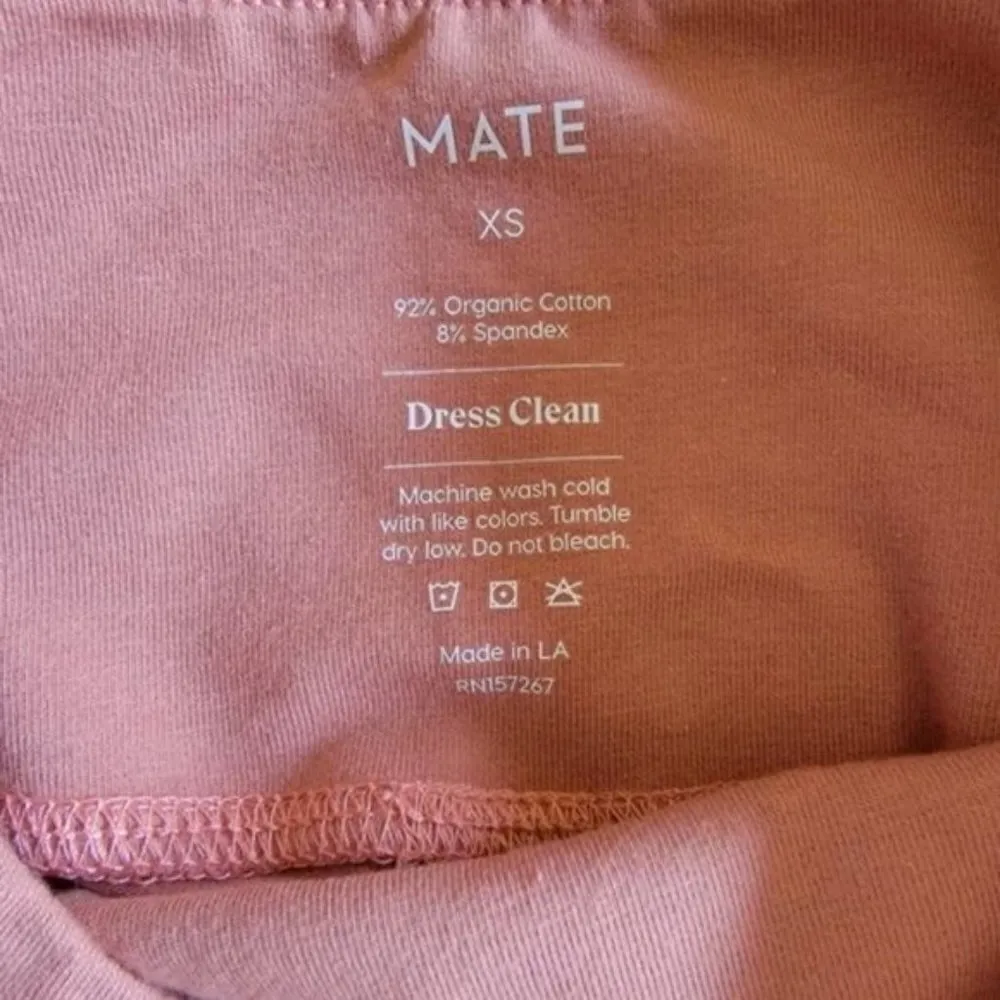 MATE
XS
92% Organic Cotton
8% Spandex
Dress Clean
Machine wash cold
with like colors. Tumble
dry low. Do not bleach.
Made in LA
RN157267